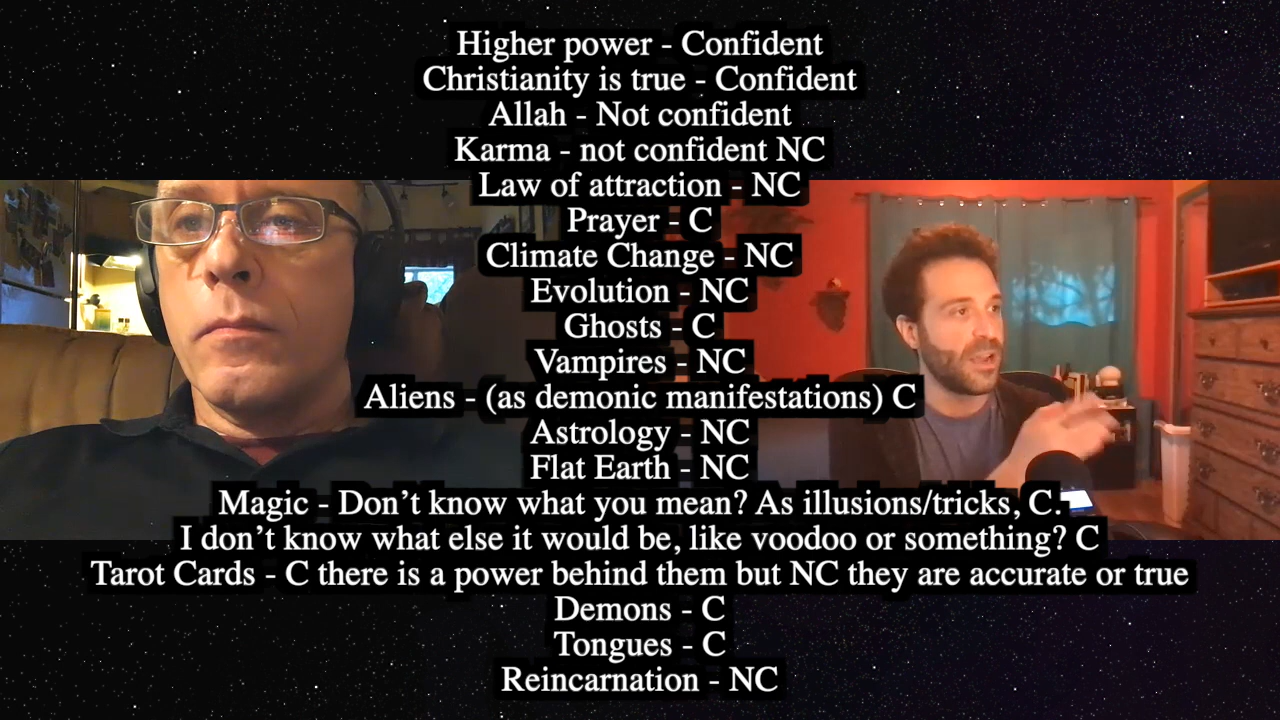 Higher power - Confident
Christianity is true - Confident
Allah - Not confident
Karma - not confident NC
Law of attraction - NC
Prayer - C
Climate Change - NC
Evolution - NC
Ghosts - C
Vampires - NC
Aliens - (as demonic manifestations) C
Astrology - NC
Flat Earth - NC
Magic - Don’t know what you mean? As illusions/tricks, C.
I don’t know what else it would be, like voodoo or something? C
Tarot Cards - C there is a power behind them but NC they are accurate or true
Demons - C
Tongues - C
Reincarnation - NC